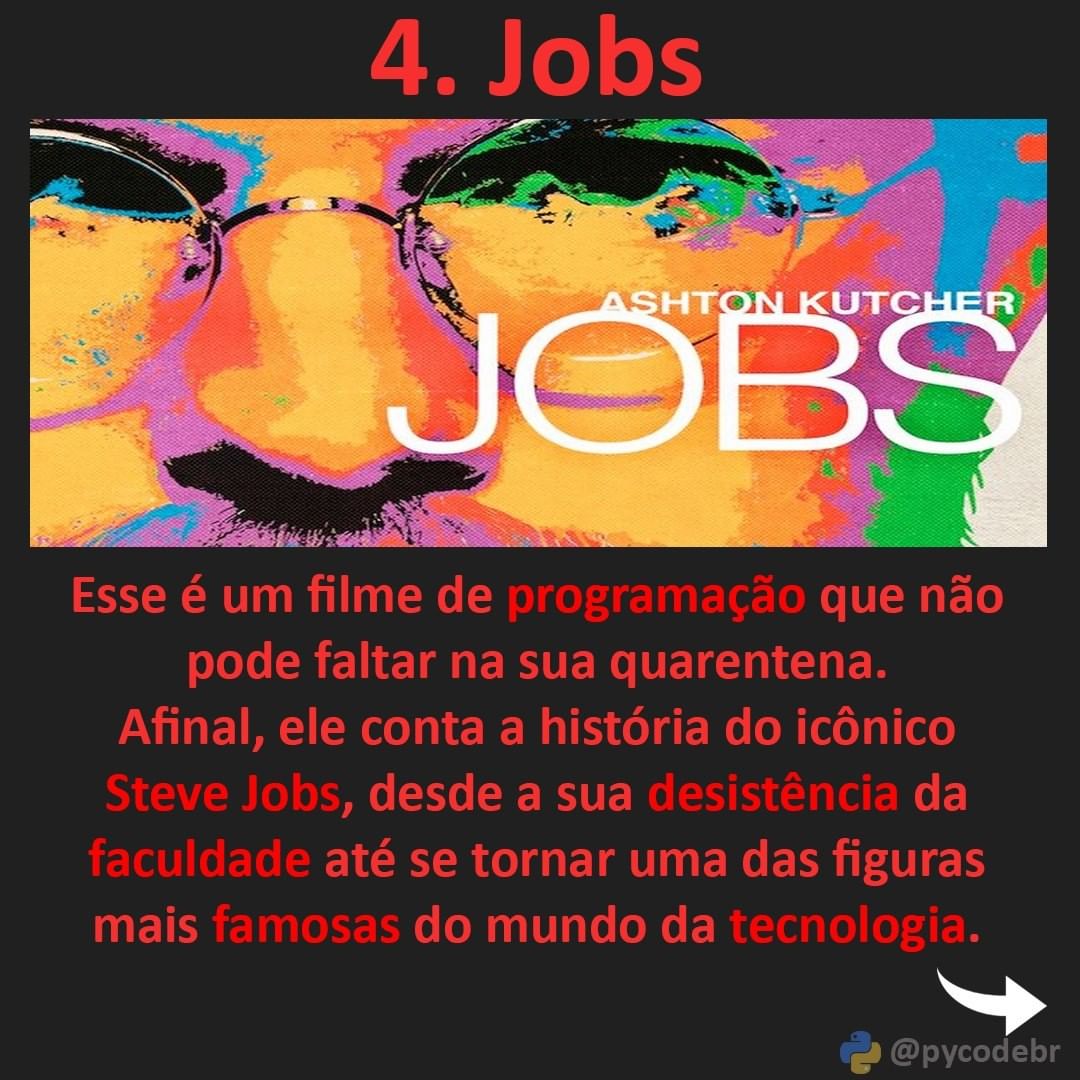 4. Jobs
ASHTON KUTCHER
JOBS
Esse é um filme de programação que não
pode faltar na sua quarentena.
Afinal, ele conta a história do icônico
Steve Jobs, desde a sua desistência da
faculdade até se tornar uma das figuras
mais famosas do mundo da tecnologia.
@pycodebr